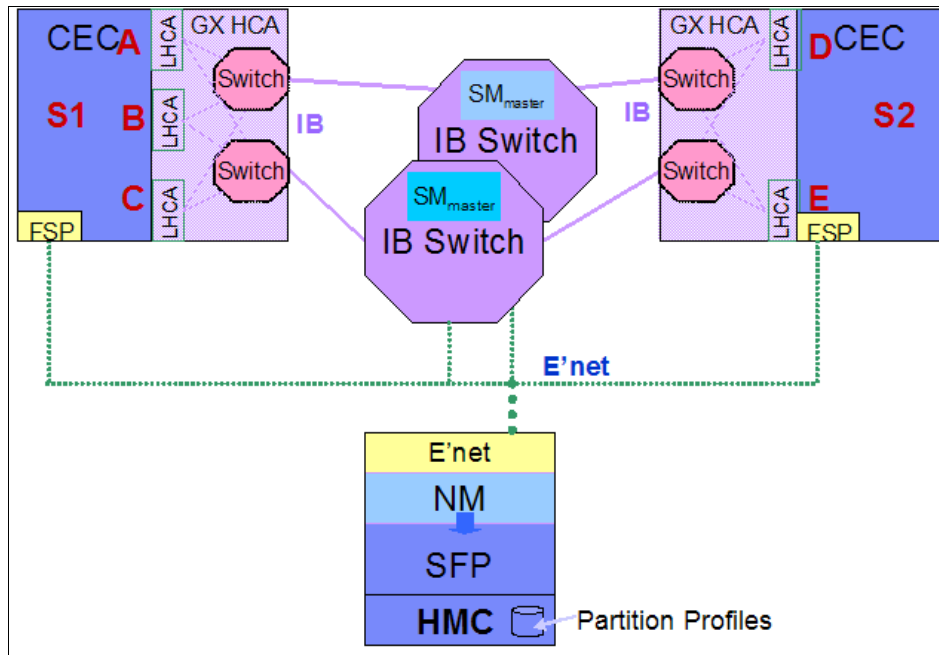 CEC
A
LHCA
GX HCA
Switch
S1
B
LHCA
IB
Switch
C
LHCA
FSP
SMmaster
IB Switch
SMmaster
IB Switch
GX HCA
LHCA
D
CEC
Switch
IB
S2
Switch
LHCA
E
FSP
E'net
E'net
NM
SFP
HMC
Partition Profiles